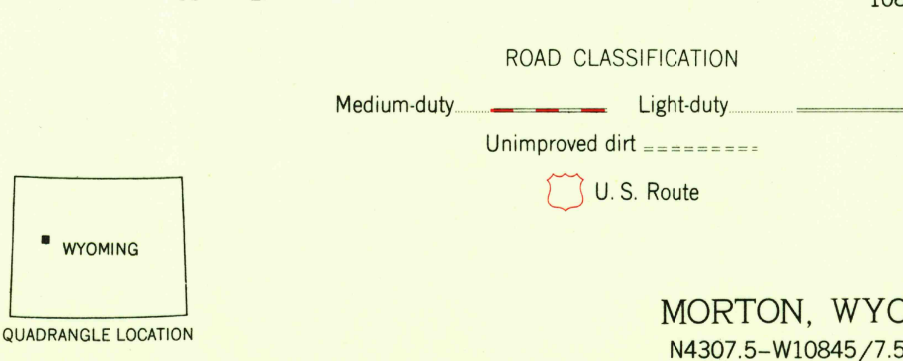 ROAD CLASSIFICATION
Medium-duty Light-duty
Unimproved dirt
U. S. Route
WYOMING
QUADRANGLE LOCATION
MORTON, WYO
N4307.5–W10845/7.5